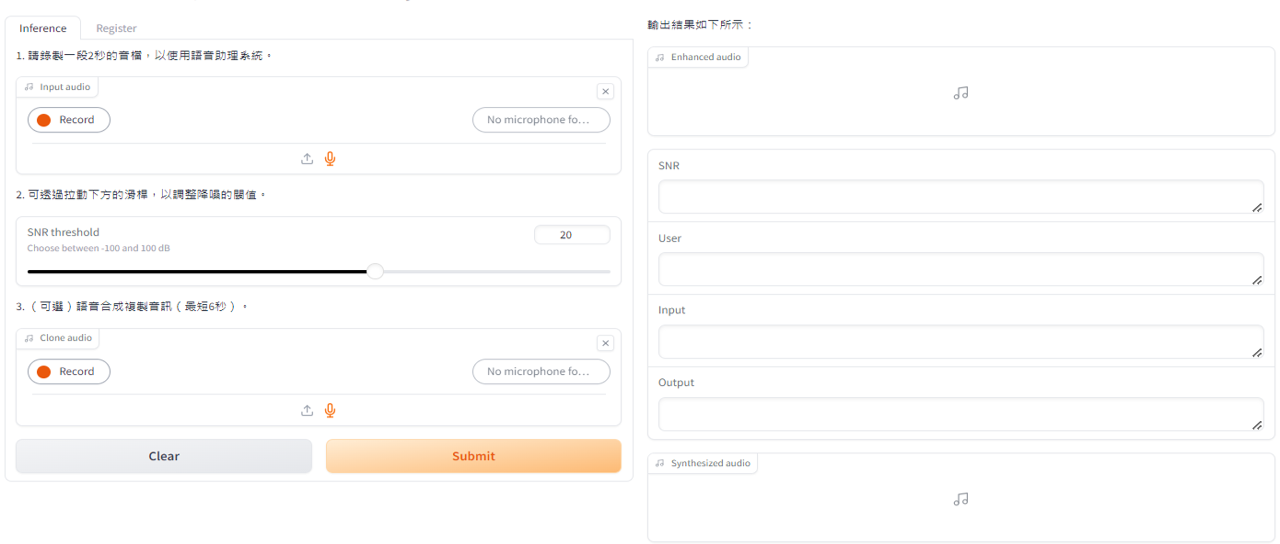 Inference
Register
1. 請錄製一段2秒的音檔，以使用語音助理系統。
Input audio
Record
No microphone fo...
2. 可透過拉動下方的滑桿，以調整降噪的閥值。
SNR threshold
20
Choose between -100 and 100 dB
3. （可選）語音合成複製音訊（最短6秒）。
Clone audio
Record
No microphone fo...
Clear
Submit
輸出結果如下所示：
Enhanced audio
SNR
User
Input
Output
Synthesized audio